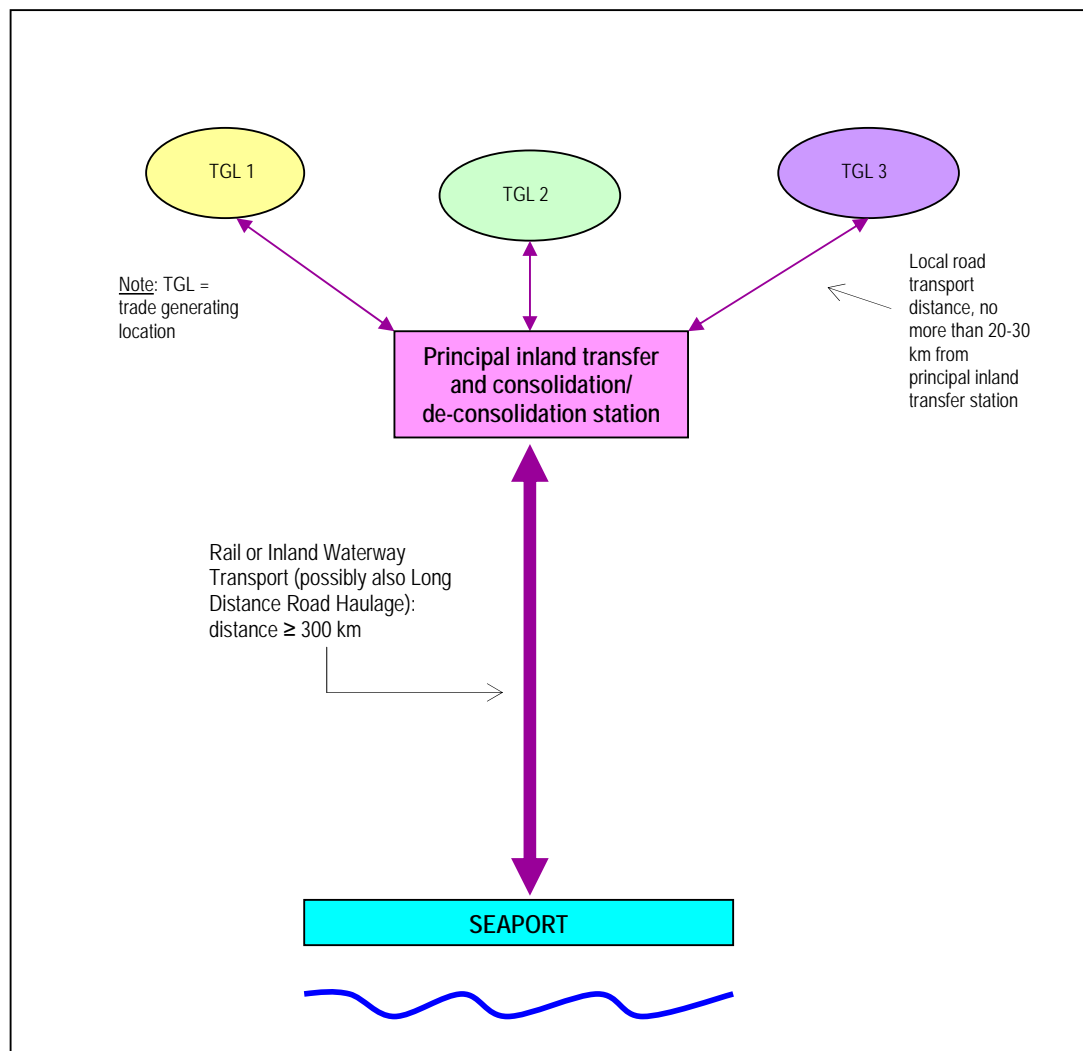 TGL 1
TGL 2
TGL 3
Note: TGL =
trade generating
location
Local road
transport
distance, no
more than 20-30
km from
principal inland
transfer station
Principal inland transfer
and consolidation/
de-consolidation station
Rail or Inland Waterway
Transport (possibly also Long
Distance Road Haulage):
distance ≥ 300 km
SEAPORT